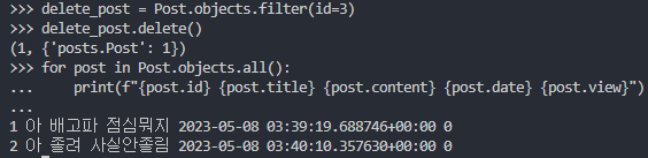 >>> delete_post = Post.objects.filter(id=3)
>>> delete_post.delete()
(1, {'posts.Post': 1})
>>> for post in Post.objects.all():
...     print(f"{post.id} {post.title} {post.content} {post.date} {post.view}")
...
1 아 배고파 점심뭐지 2023-05-08 03:39:19.688746+00:00 0
2 아 졸려 사실안졸림 2023-05-08 03:40:10.357630+00:00 0